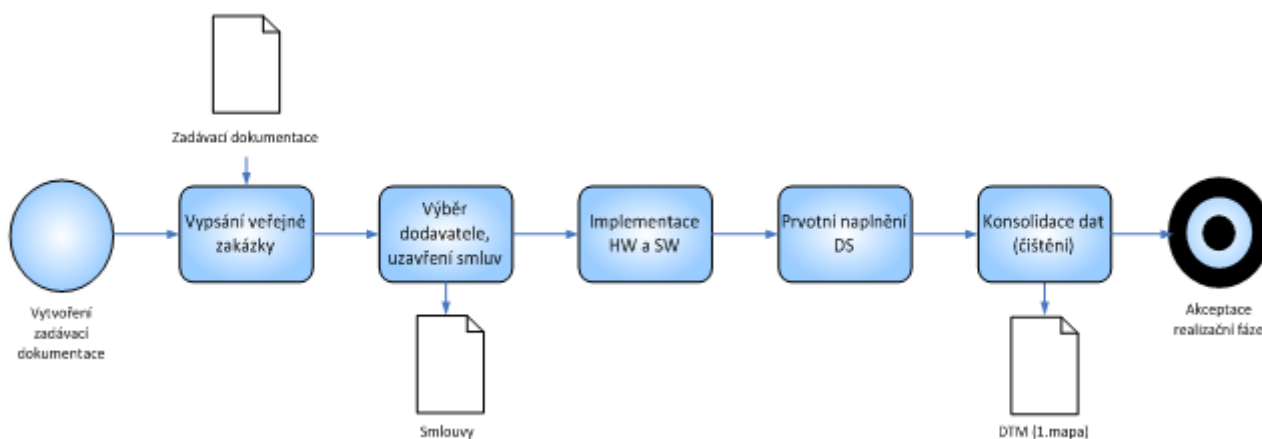 Zadávací dokumentace
Vypsání veřejné
zakázky
Výběr
dodavatele,
uzavření smluv
Implementace
HW a SW
Prvotní naplnění
DS
Konsolidace dat
(čištění)
Vytvoření
zadávací
dokumentace
Akceptace
realizační fáze
Smlouvy
DTM (1.mapa)